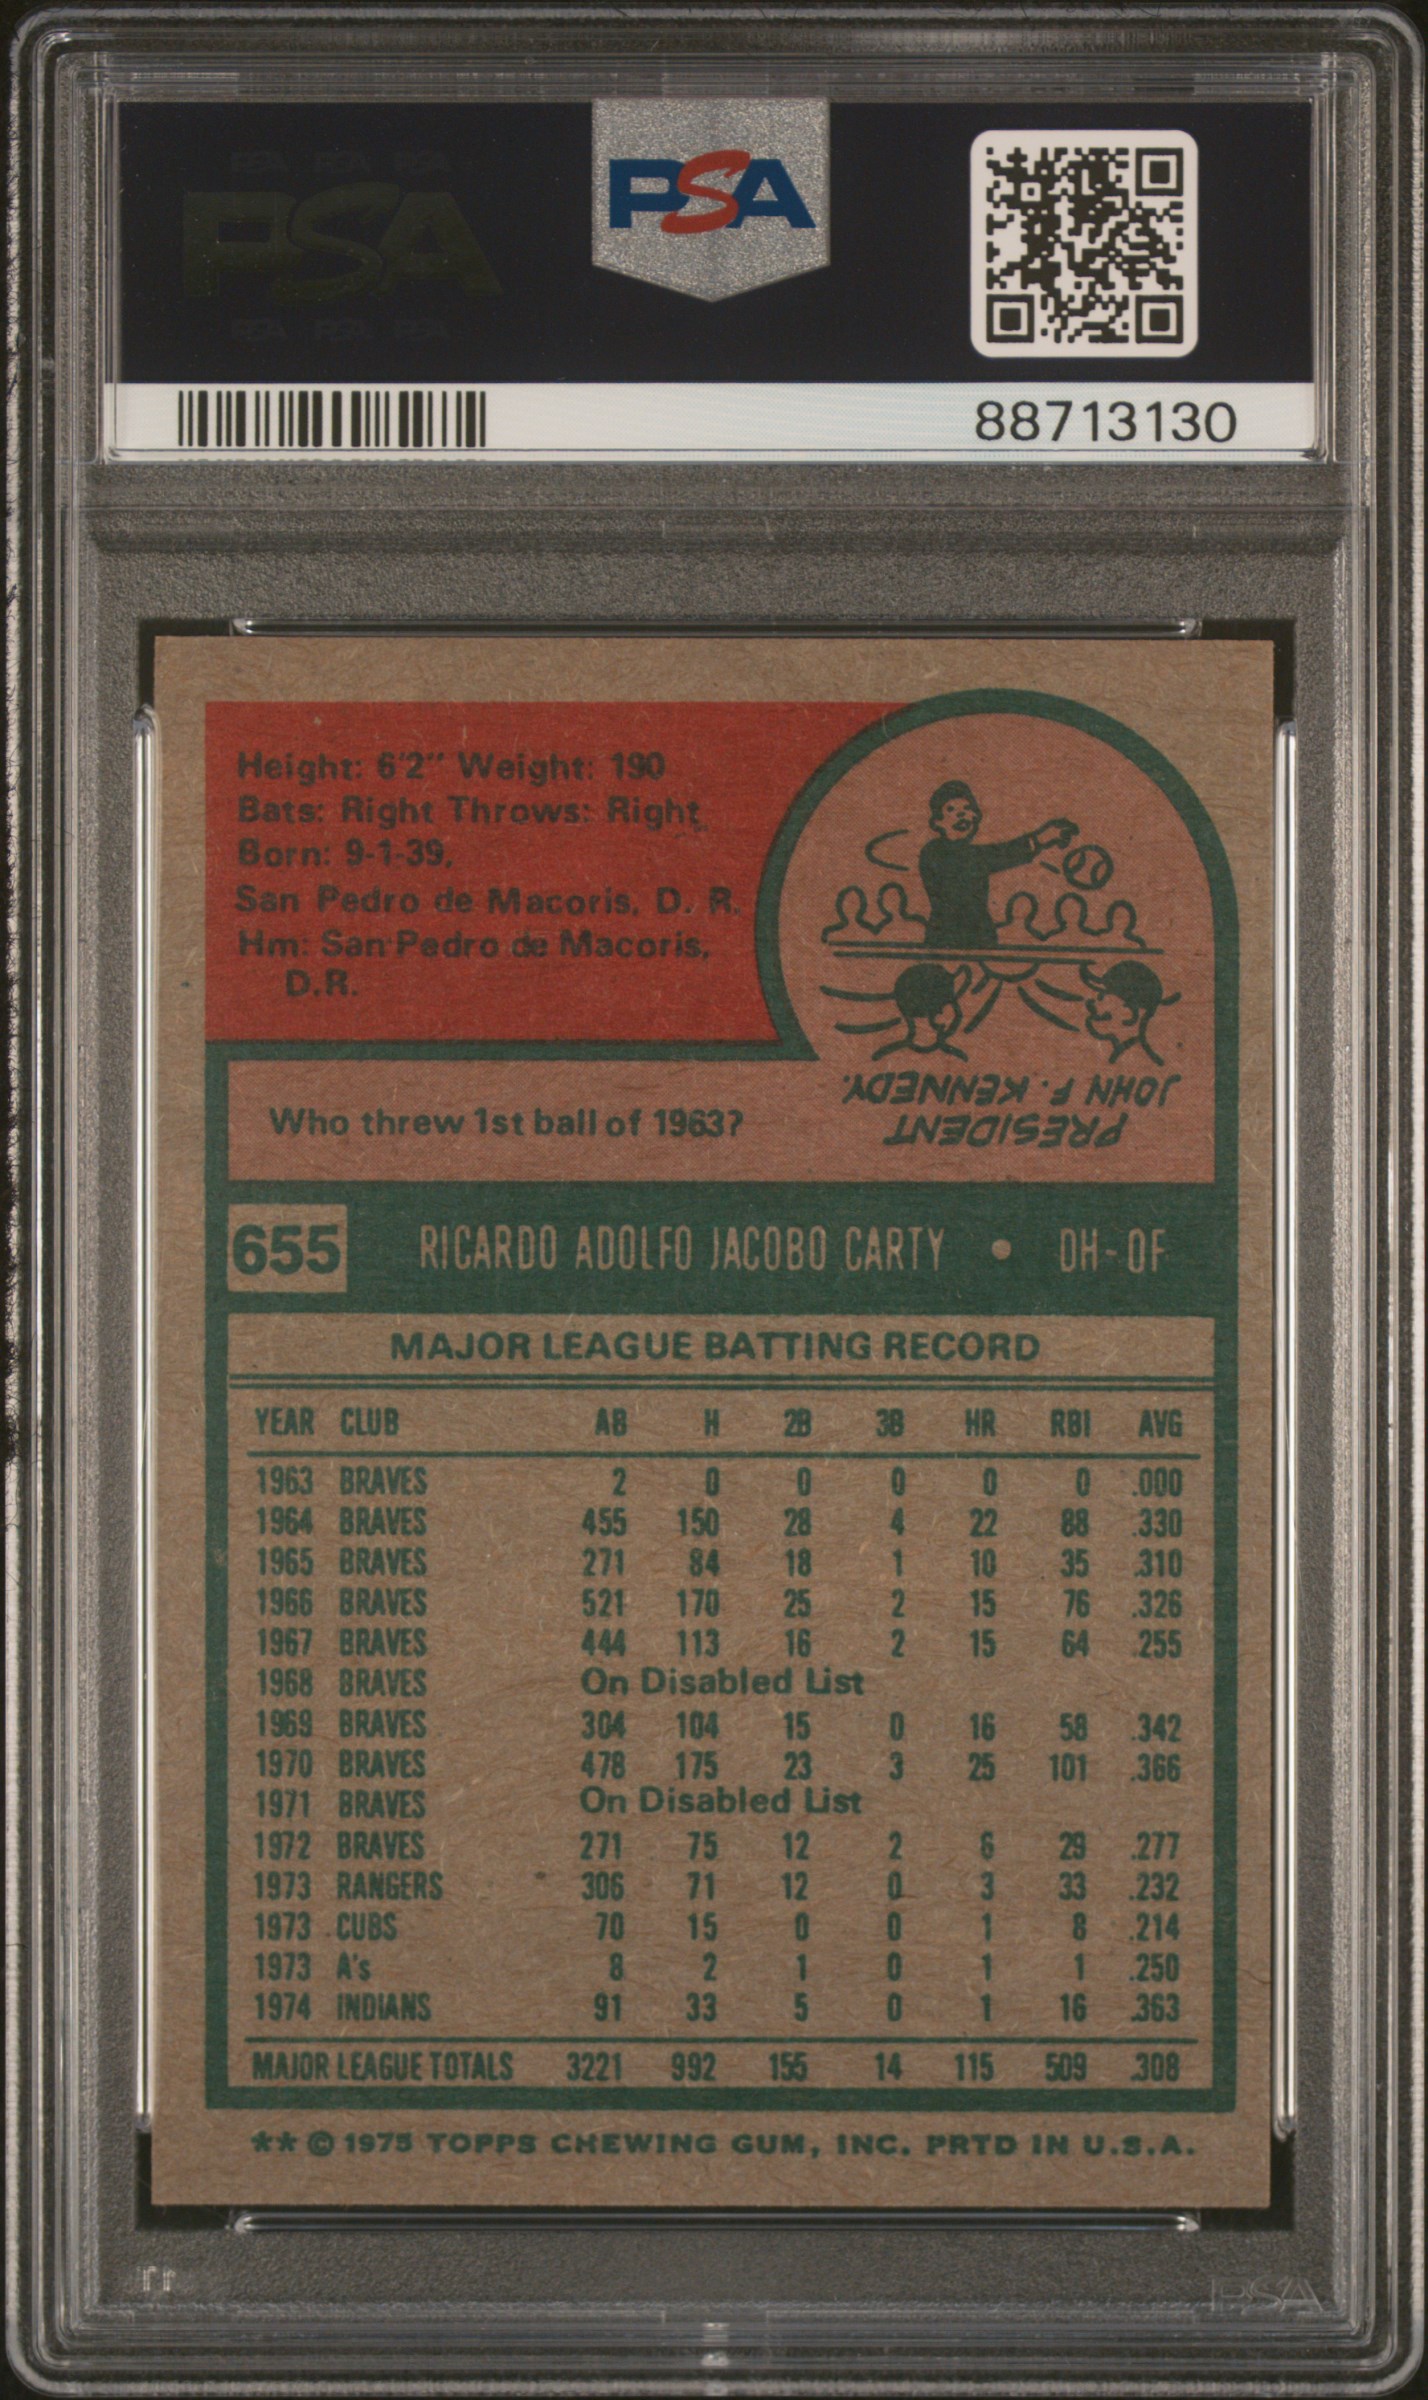 PSA PSA PSA
PSA
PSA PSA PSA
PSA
88713130
Height: 6'2" Weight: 190
Bats: Right Throws: Right
Born: 9-1-39,
San Pedro de Macoris, D. R.
Hm: San Pedro de Macoris,
D.R.
Who threw 1st ball of 1963?
PRESIDENT
JOHN F. KENNEDY.
655 RICARDO ADOLFO JACOBO CARTY • DH-OF
MAJOR LEAGUE BATTING RECORD
YEAR CLUB AB H 2B 3B HR RBI AVG
1963 BRAVES 2 0 0 0 0 0 .000
1964 BRAVES 455 150 28 4 22 88 .330
1965 BRAVES 271 84 18 1 10 35 .310
1966 BRAVES 521 170 25 2 15 76 .326
1967 BRAVES 444 113 16 2 15 64 .255
1968 BRAVES On Disabled List
1969 BRAVES 304 104 15 0 16 58 .342
1970 BRAVES 478 175 23 3 25 101 .366
1971 BRAVES On Disabled List
1972 BRAVES 271 75 12 2 6 29 .277
1973 RANGERS 306 71 12 0 3 33 .232
1973 CUBS 70 15 0 0 1 8 .214
1973 A's 8 2 1 0 1 1 .250
1974 INDIANS 91 33 5 0 1 16 .363
MAJOR LEAGUE TOTALS 3221 992 155 14 115 509 .308
** © 1975 TOPPS CHEWING GUM, INC. PRTD IN U.S.A.
PSA